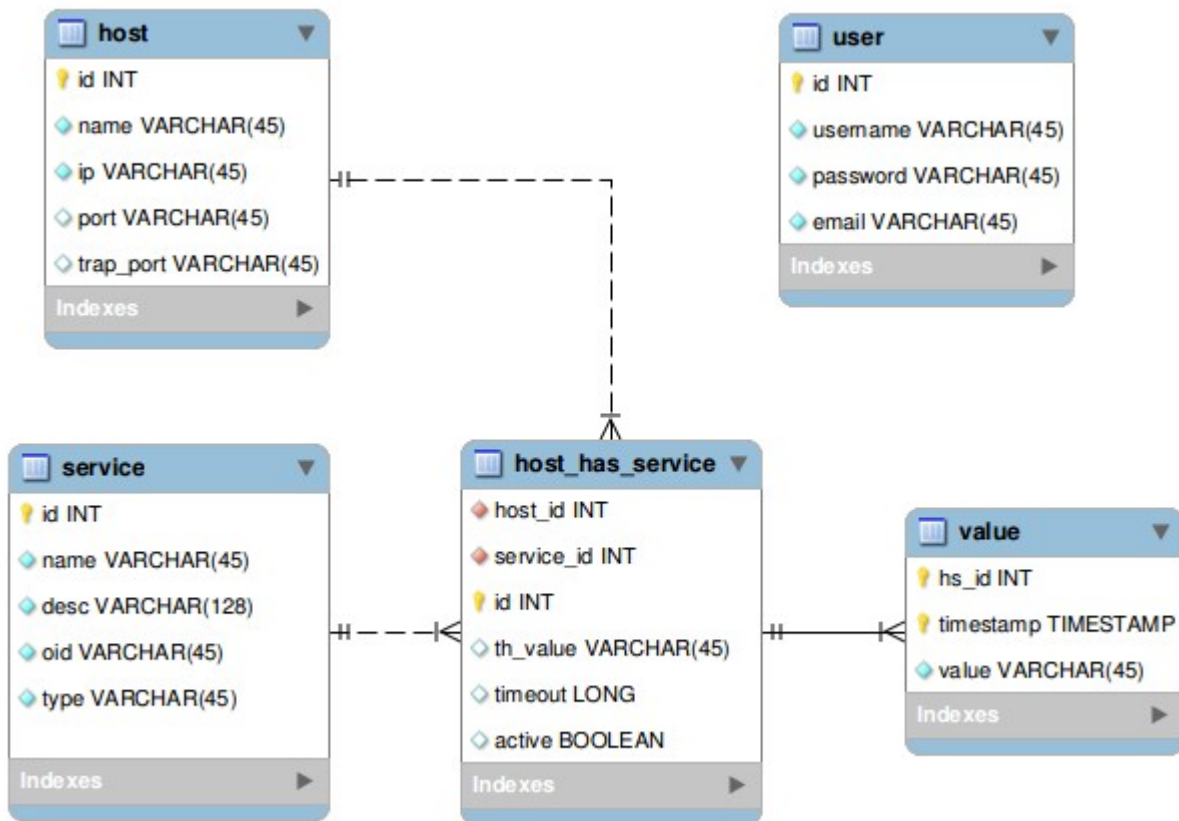 host
id INT
name VARCHAR(45)
ip VARCHAR(45)
port VARCHAR(45)
trap_port VARCHAR(45)
Indexes
user
id INT
username VARCHAR(45)
password VARCHAR(45)
email VARCHAR(45)
Indexes
service
id INT
name VARCHAR(45)
desc VARCHAR(128)
oid VARCHAR(45)
type VARCHAR(45)
Indexes
host_has_service
host_id INT
service_id INT
id INT
th_value VARCHAR(45)
timeout LONG
active BOOLEAN
Indexes
value
hs_id INT
timestamp TIMESTAMP
value VARCHAR(45)
Indexes